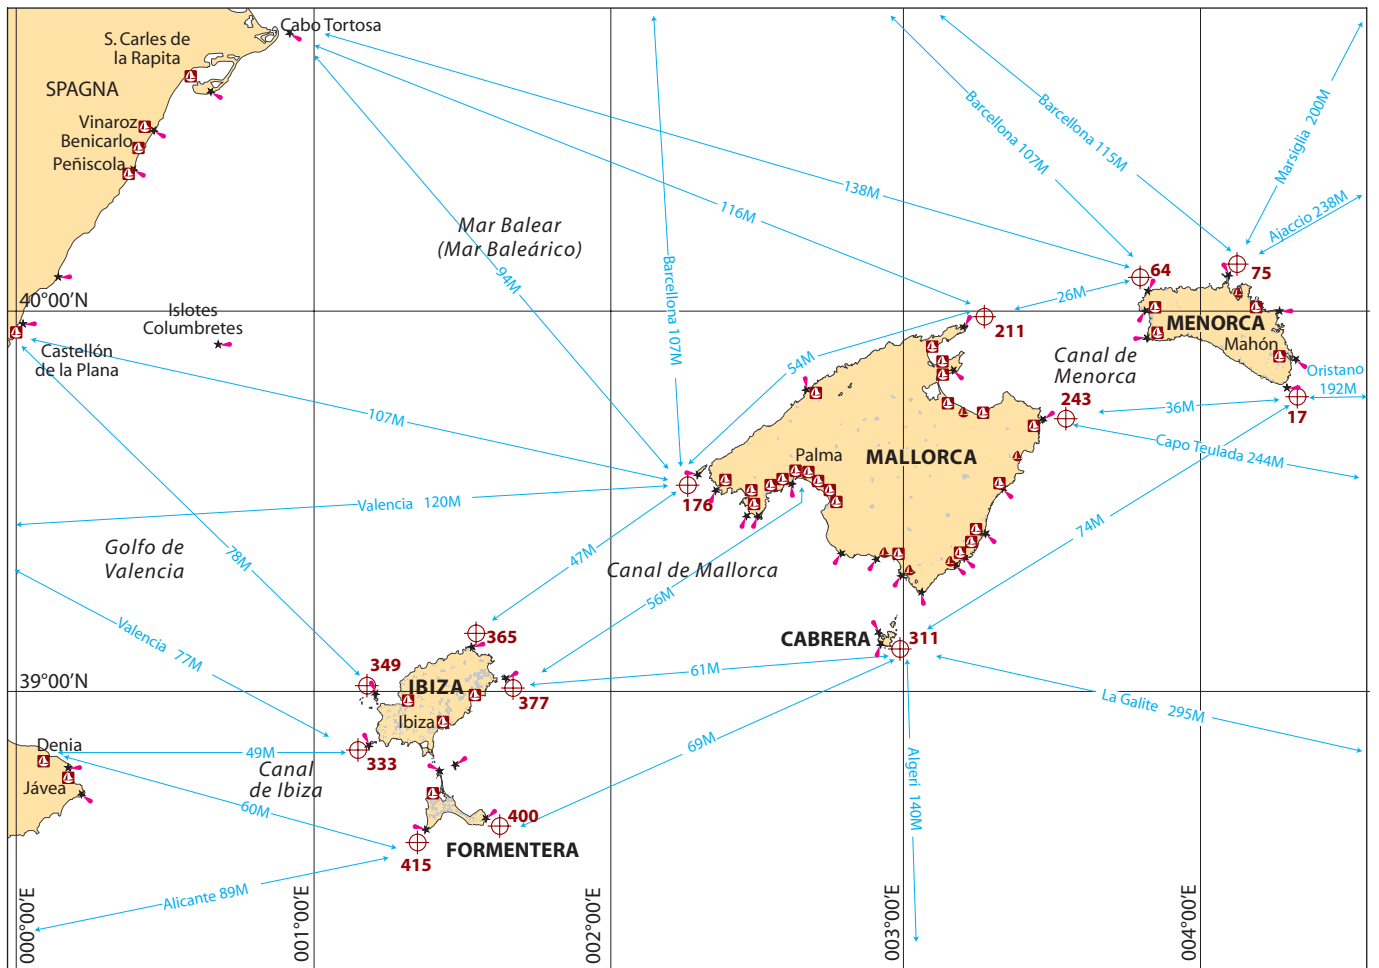 Cabo Tortosa
S. Carles de
la Rapita
SPAGNA
Vinaroz
Benicarlo
Peñiscola
Barcellona 107M
Barcellona 115M
Marsiglia 200M
Ajaccio 238M
138M
116M
Mar Balear
(Mar Baleárico)
94M
Barcellona 107M
64
75
26M
40°00’N
Islotes
Columbretes
211
MENORCA
Mahón
Castellón
de la Plana
54M
Canal de
Menorca
Oristano
192M
243
36M
17
107M
Capo Teulada 244M
Palma
MALLORCA
176
Valencia 120M
74M
Golfo de
Valencia
78M
47M
Canal de Mallorca
56M
Valencia 77M
365
CABRERA
311
349
61M
39°00’N
IBIZA
377
La Galite 295M
Ibiza
Denia
49M
333
69M
Jávea
Canal
de Ibiza
60M
Algeri 140M
400
415
FORMENTERA
Alicante 89M
000°00’E
001°00’E
002°00’E
003°00’E
004°00’E